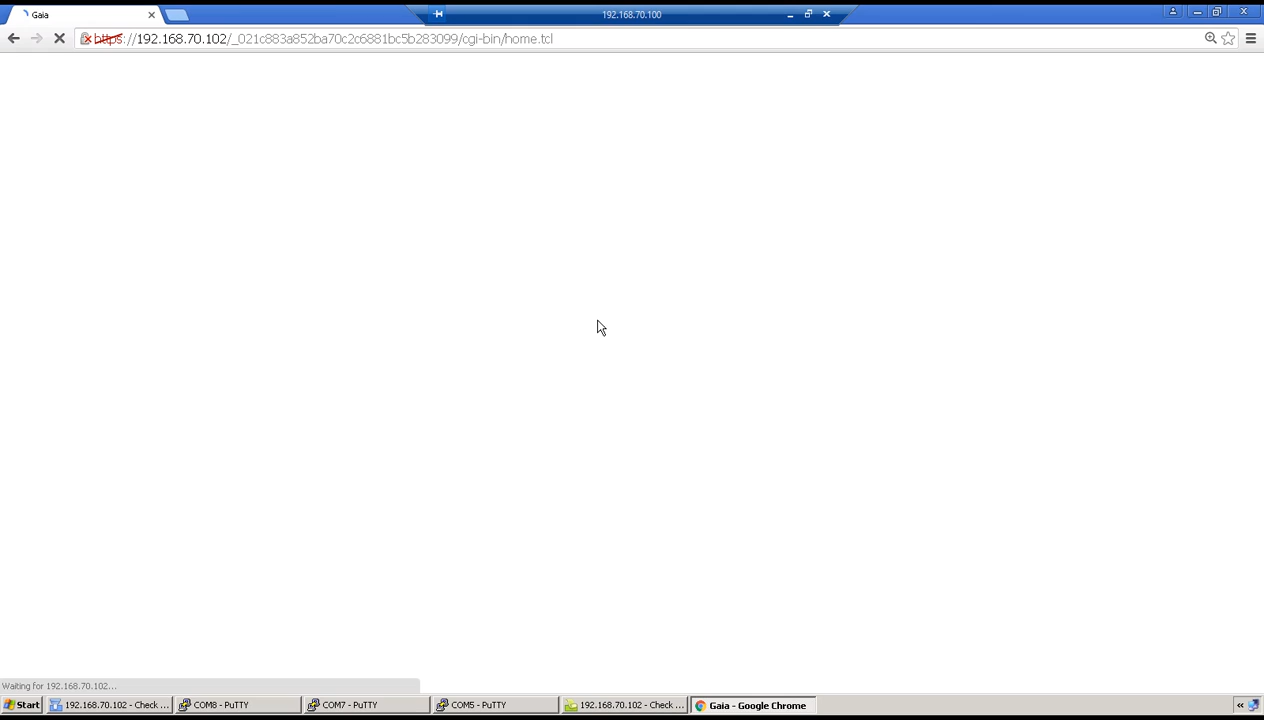 Gaia
192.168.70.100
https://192.168.70.102/_021c883a852ba70c2c6881bc5b283099/cgi-bin/home.tcl
Waiting for 192.168.70.102...
Start
192.168.70.102 - Check ...
COM8 - PuTTY
COM7 - PuTTY
COM5 - PuTTY
192.168.70.102 - Check ...
Gaia - Google Chrome